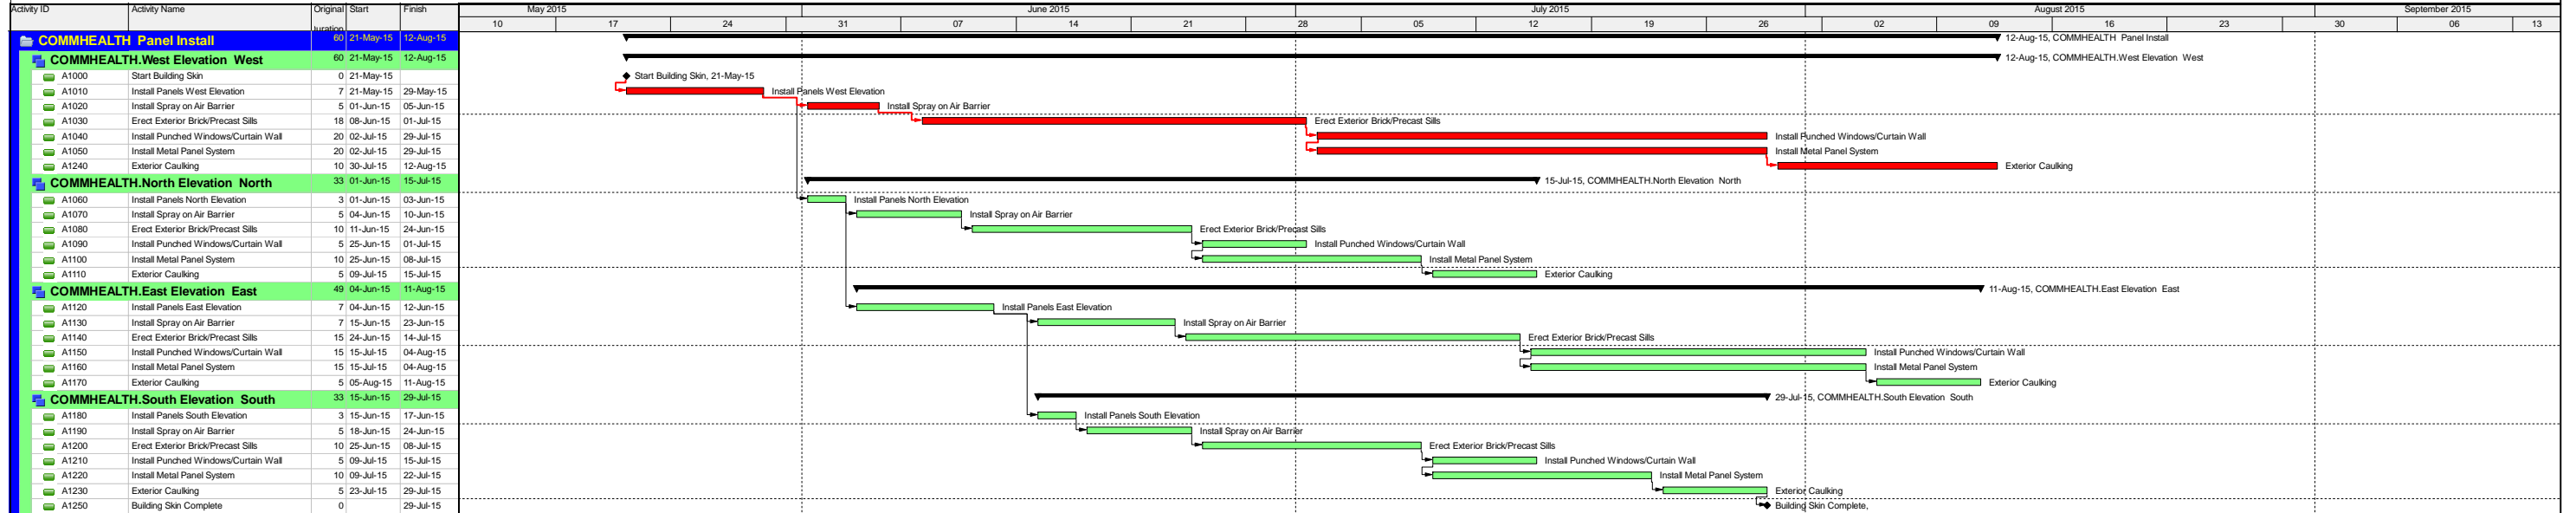 Activity ID Activity Name Original Duration Start Finish May 2015 June 2015 July 2015 August 2015 September 2015
10 17 24 31 07 14 21 28 05 12 19 26 02 09 16 23 30 06 13
COMMHEALTH Panel Install 60 21-May-15 12-Aug-15 12-Aug-15, COMMHEALTH Panel Install
COMMHEALTH.West Elevation West 60 21-May-15 12-Aug-15 12-Aug-15, COMMHEALTH.West Elevation West
A1000 Start Building Skin 0 21-May-15 Start Building Skin, 21-May-15
A1010 Install Panels West Elevation 7 21-May-15 29-May-15 Install Panels West Elevation
A1020 Install Spray on Air Barrier 5 01-Jun-15 05-Jun-15 Install Spray on Air Barrier
A1030 Erect Exterior Brick/Precast Sills 18 08-Jun-15 01-Jul-15 Erect Exterior Brick/Precast Sills
A1040 Install Punched Windows/Curtain Wall 20 02-Jul-15 29-Jul-15 Install Punched Windows/Curtain Wall
A1050 Install Metal Panel System 20 02-Jul-15 29-Jul-15 Install Metal Panel System
A1240 Exterior Caulking 10 30-Jul-15 12-Aug-15 Exterior Caulking
COMMHEALTH.North Elevation North 33 01-Jun-15 15-Jul-15 15-Jul-15, COMMHEALTH.North Elevation North
A1060 Install Panels North Elevation 3 01-Jun-15 03-Jun-15 Install Panels North Elevation
A1070 Install Spray on Air Barrier 5 04-Jun-15 10-Jun-15 Install Spray on Air Barrier
A1080 Erect Exterior Brick/Precast Sills 10 11-Jun-15 24-Jun-15 Erect Exterior Brick/Precast Sills
A1090 Install Punched Windows/Curtain Wall 5 25-Jun-15 01-Jul-15 Install Punched Windows/Curtain Wall
A1100 Install Metal Panel System 10 25-Jun-15 08-Jul-15 Install Metal Panel System
A1110 Exterior Caulking 5 09-Jul-15 15-Jul-15 Exterior Caulking
COMMHEALTH.East Elevation East 49 04-Jun-15 11-Aug-15 11-Aug-15, COMMHEALTH.East Elevation East
A1120 Install Panels East Elevation 7 04-Jun-15 12-Jun-15 Install Panels East Elevation
A1130 Install Spray on Air Barrier 7 15-Jun-15 23-Jun-15 Install Spray on Air Barrier
A1140 Erect Exterior Brick/Precast Sills 15 24-Jun-15 14-Jul-15 Erect Exterior Brick/Precast Sills
A1150 Install Punched Windows/Curtain Wall 15 15-Jul-15 04-Aug-15 Install Punched Windows/Curtain Wall
A1160 Install Metal Panel System 15 15-Jul-15 04-Aug-15 Install Metal Panel System
A1170 Exterior Caulking 5 05-Aug-15 11-Aug-15 Exterior Caulking
COMMHEALTH.South Elevation South 33 15-Jun-15 29-Jul-15 29-Jul-15, COMMHEALTH.South Elevation South
A1180 Install Panels South Elevation 3 15-Jun-15 17-Jun-15 Install Panels South Elevation
A1190 Install Spray on Air Barrier 5 18-Jun-15 24-Jun-15 Install Spray on Air Barrier
A1200 Erect Exterior Brick/Precast Sills 10 25-Jun-15 08-Jul-15 Erect Exterior Brick/Precast Sills
A1210 Install Punched Windows/Curtain Wall 5 09-Jul-15 15-Jul-15 Install Punched Windows/Curtain Wall
A1220 Install Metal Panel System 10 09-Jul-15 22-Jul-15 Install Metal Panel System
A1230 Exterior Caulking 5 23-Jul-15 29-Jul-15 Exterior Caulking
A1250 Building Skin Complete 0 29-Jul-15 Building Skin Complete,